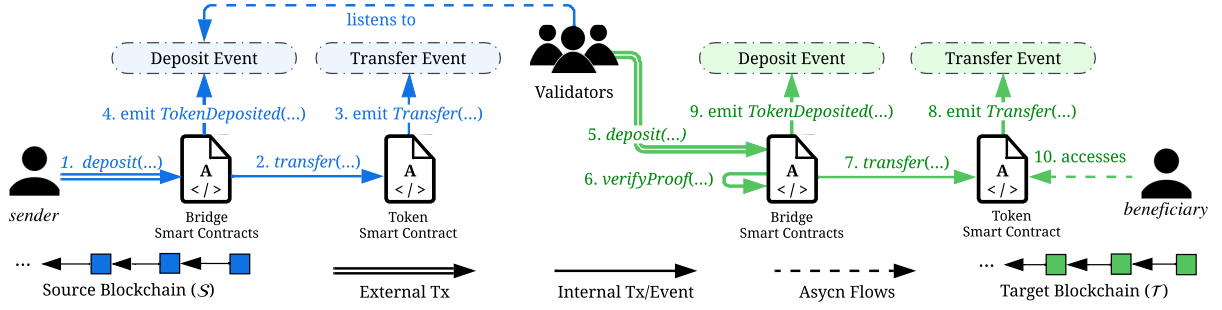 listens to
Deposit Event
Transfer Event
Validators
Deposit Event
Transfer Event
4. emit TokenDeposited(...)
3. emit Transfer(...)
9. emit TokenDeposited(...)
8. emit Transfer(...)
5. deposit(...)
1. deposit(...)
2. transfer(...)
6. verifyProof(...)
7. transfer(...)
10. accesses
A
< / >
A
< / >
A
< / >
A
< / >
sender
Bridge
Smart Contracts
Token
Smart Contract
Bridge
Smart Contracts
Token
Smart Contract
beneficiary
...
Source Blockchain (S)
External Tx
Internal Tx/Event
Asycn Flows
...
Target Blockchain (T)